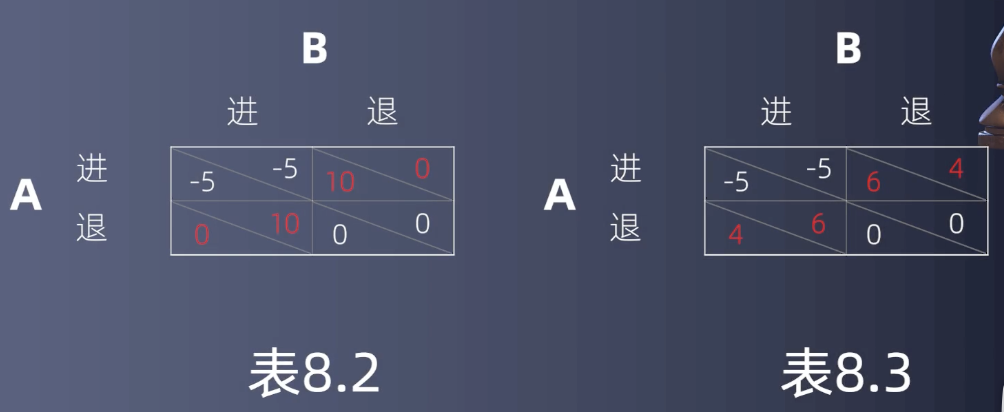 B B
进 退 进 退
进 -5 -5 10 0 进 -5 -5 6 4
A A
退 0 10 0 0 退 4 6 0 0
表8.2 表8.3